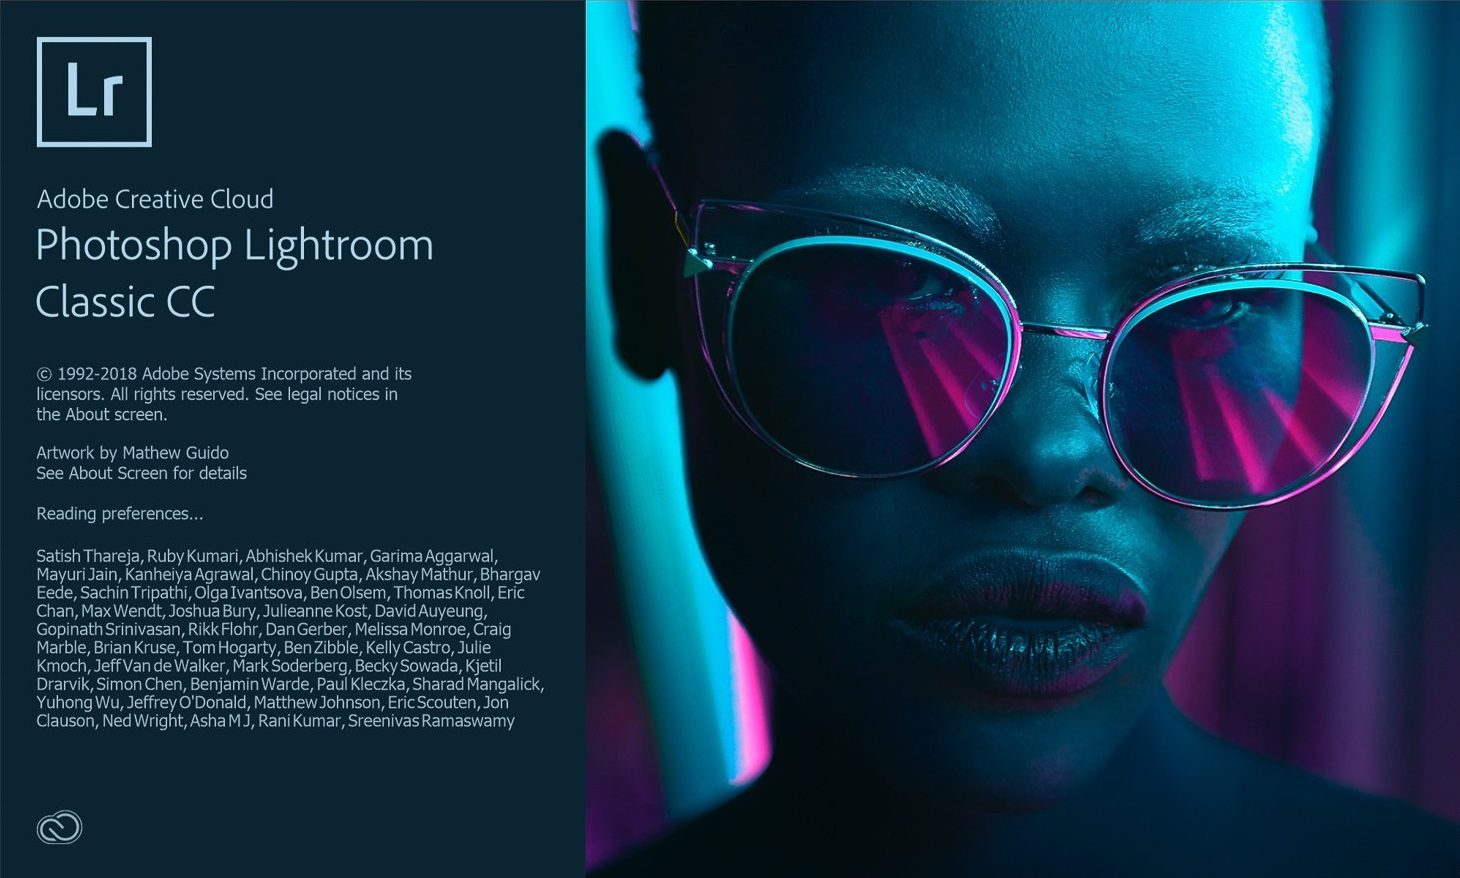 Lr
Adobe Creative Cloud
Photoshop Lightroom
Classic CC
© 1992-2018 Adobe Systems Incorporated and its
licensors. All rights reserved. See legal notices in
the About screen.
Artwork by Mathew Guido
See About Screen for details
Reading preferences...
Satish Thareja, Ruby Kumari, Abhishek Kumar, Garima Aggarwal,
Mayuri Jain, Kanheiya Agrawal, Chinoy Gupta, Akshay Mathur, Bhargav
Eede, Sachin Tripathi, Olga Ivantsova, Ben Olsem, Thomas Knoll, Eric
Chan, Max Wendt, Joshua Bury, Julieanne Kost, David Auyeung,
Gopinath Srinivasan, Rikk Flohr, Dan Gerber, Melissa Monroe, Craig
Marble, Brian Kruse, Tom Hogarty, Ben Zibble, Kelly Castro, Julie
Kmoch, Jeff Van de Walker, Mark Soderberg, Becky Sowada, Kjetil
Drarvik, Simon Chen, Benjamin Warde, Paul Kleczka, Sharad Mangalick,
Yuhong Wu, Jeffrey O'Donald, Matthew Johnson, Eric Scouten, Jon
Clauson, Ned Wright, Asha M J, Rani Kumar, Sreenivas Ramaswamy